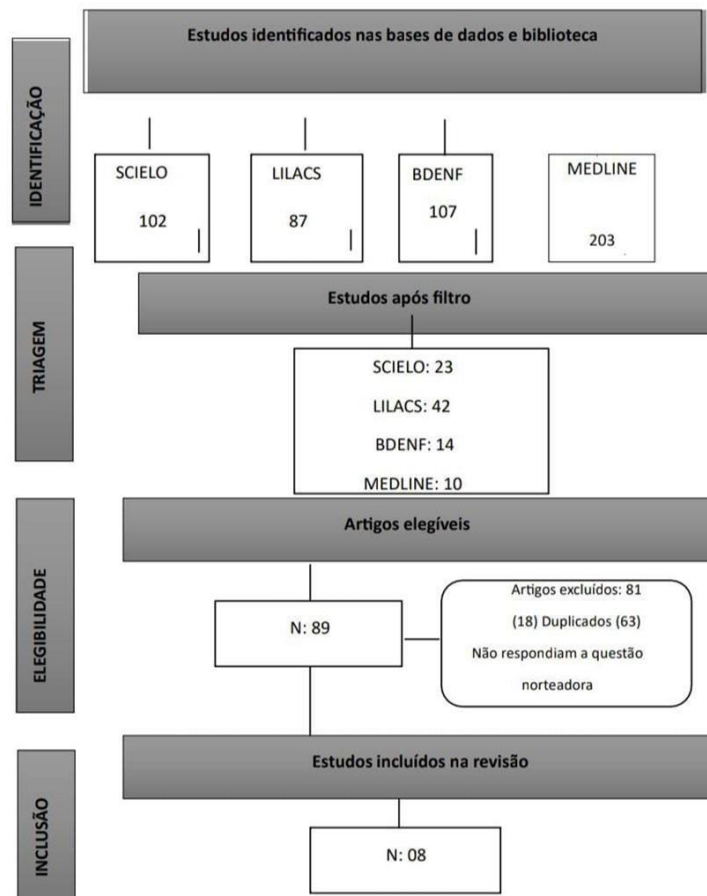 Estudos identificados nas bases de dados e biblioteca
IDENTIFICAÇÃO
SCIELO
102
LILACS
87
BDENF
107
MEDLINE
203
TRIAGEM
Estudos após filtro
SCIELO: 23
LILACS: 42
BDENF: 14
MEDLINE: 10
ELEGIBILIDADE
Artigos elegíveis
N: 89
Artigos excluídos: 81
(18) Duplicados (63)
Não respondiam a questão
norteadora
INCLUSÃO
Estudos incluídos na revisão
N: 08